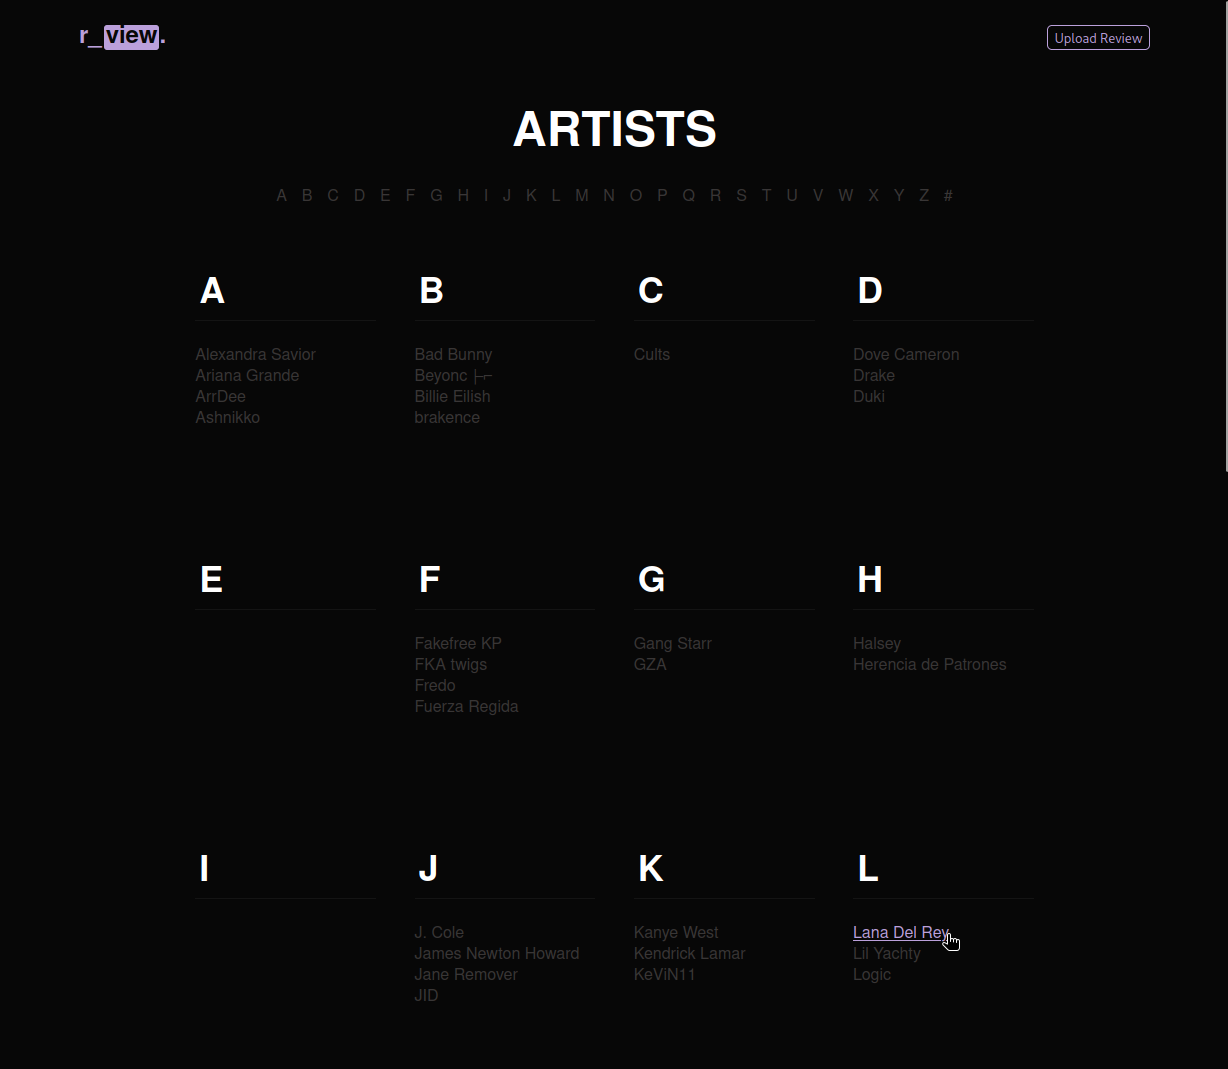 r_view.
Upload Review
ARTISTS
A B C D E F G H I J K L M N O P Q R S T U V W X Y Z #
A
Alexandra Savior
Ariana Grande
ArrDee
Ashnikko
B
Bad Bunny
Beyonc ├⌐
Billie Eilish
brakence
C
Cults
D
Dove Cameron
Drake
Duki
E
F
Fakefree KP
FKA twigs
Fredo
Fuerza Regida
G
Gang Starr
GZA
H
Halsey
Herencia de Patrones
I
J
J. Cole
James Newton Howard
Jane Remover
JID
K
Kanye West
Kendrick Lamar
KeViN11
L
Lana Del Rey
Lil Yachty
Logic